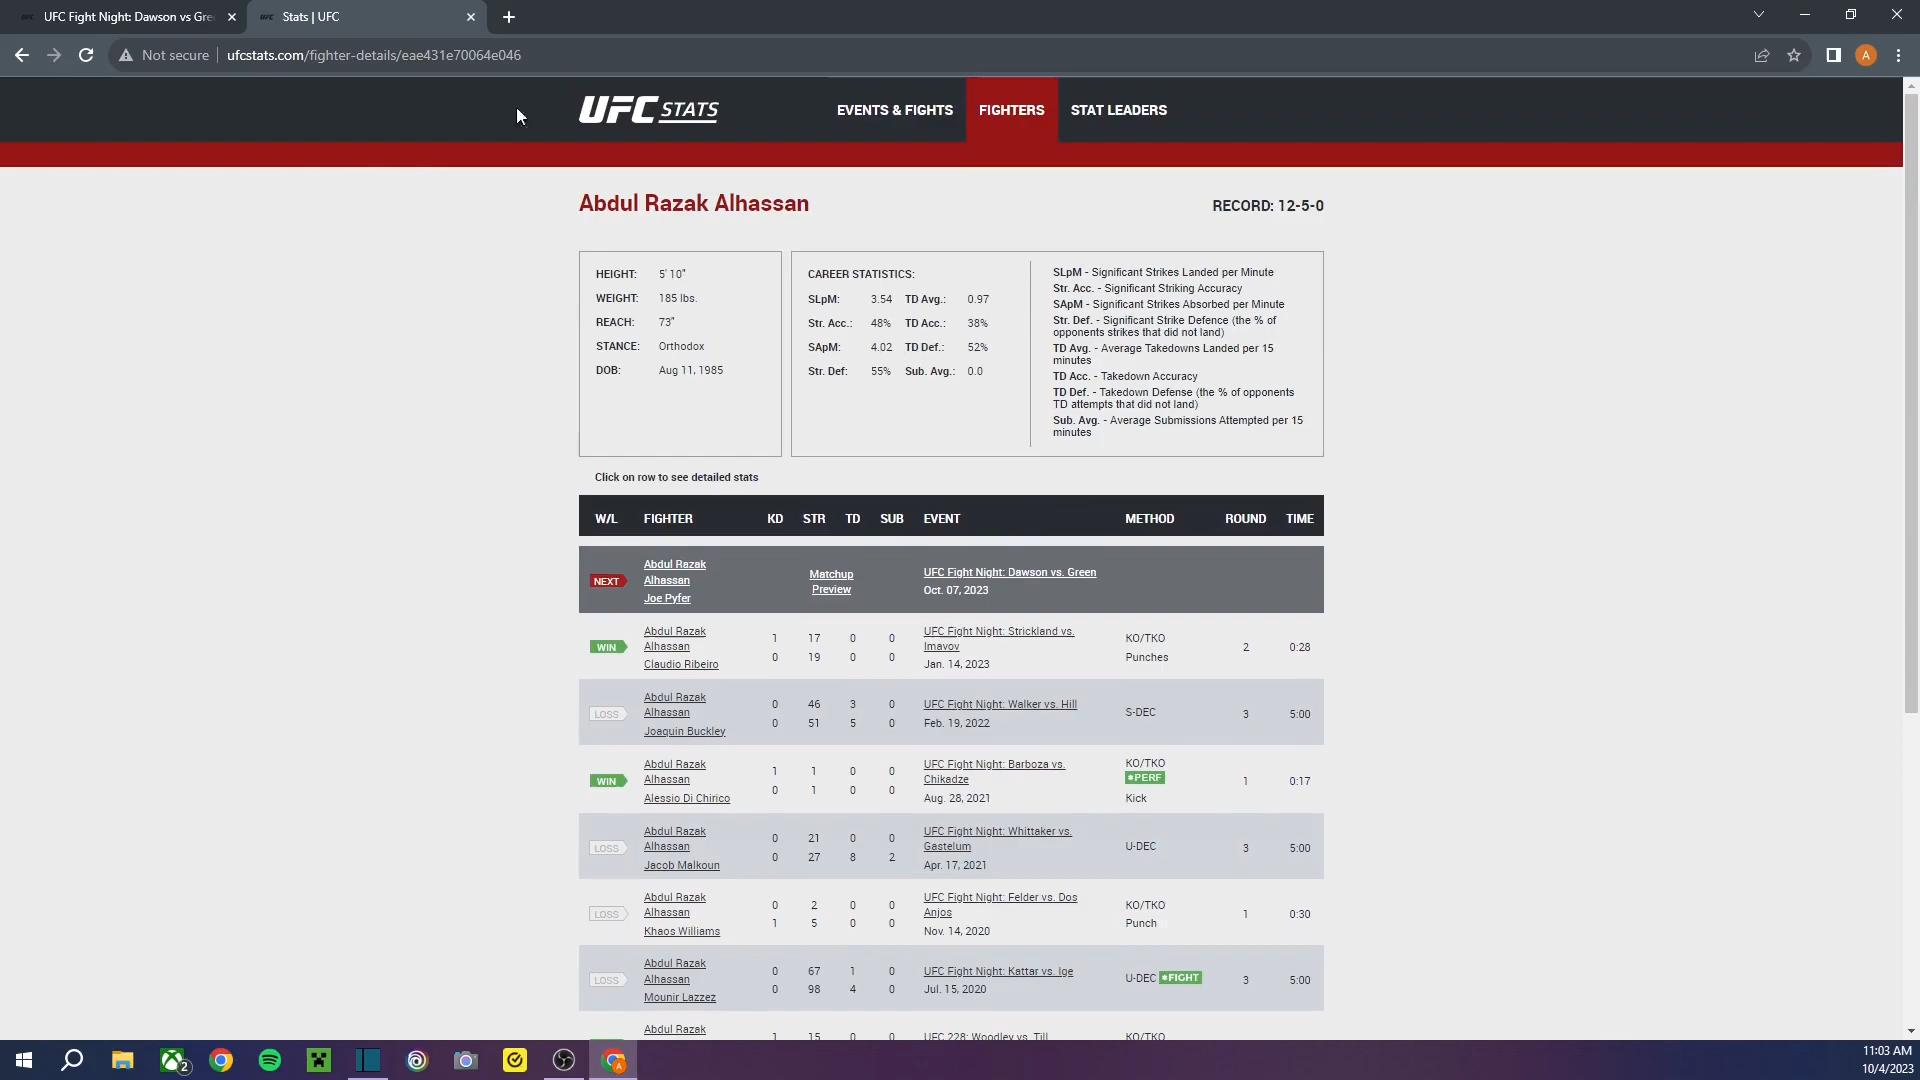 UFC Fight Night: Dawson vs Gre
Stats | UFC
Not secure
ufcstats.com/fighter-details/eae431e70064e046
A
UFC STATS
EVENTS & FIGHTS
FIGHTERS
STAT LEADERS
Abdul Razak Alhassan
RECORD: 12-5-0
HEIGHT: 5' 10"
WEIGHT: 185 lbs.
REACH: 73"
STANCE: Orthodox
DOB: Aug 11, 1985
CAREER STATISTICS:
SLpM: 3.54 TD Avg.: 0.97
Str. Acc.: 48% TD Acc.: 38%
SApM: 4.02 TD Def.: 52%
Str. Def: 55% Sub. Avg.: 0.0
SLpM - Significant Strikes Landed per Minute
Str. Acc. - Significant Striking Accuracy
SApM - Significant Strikes Absorbed per Minute
Str. Def. - Significant Strike Defence (the % of
opponents strikes that did not land)
TD Avg. - Average Takedowns Landed per 15
minutes
TD Acc. - Takedown Accuracy
TD Def. - Takedown Defense (the % of opponents
TD attempts that did not land)
Sub. Avg. - Average Submissions Attempted per 15
minutes
Click on row to see detailed stats
W/L FIGHTER KD STR TD SUB EVENT METHOD ROUND TIME
NEXT
Abdul Razak
Alhassan
Joe Pyfer
Matchup
Preview
UFC Fight Night: Dawson vs. Green
Oct. 07, 2023
WIN
Abdul Razak
Alhassan
Claudio Ribeiro
1 17 0 0
0 19 0 0
UFC Fight Night: Strickland vs.
Imavov
Jan. 14, 2023
KO/TKO
Punches
2
0:28
LOSS
Abdul Razak
Alhassan
Joaquin Buckley
0 46 3 0
0 51 5 0
UFC Fight Night: Walker vs. Hill
Feb. 19, 2022
S-DEC
3
5:00
WIN
Abdul Razak
Alhassan
Alessio Di Chirico
1 1 0 0
0 1 0 0
UFC Fight Night: Barboza vs.
Chikadze
Aug. 28, 2021
KO/TKO
PERF
Kick
1
0:17
LOSS
Abdul Razak
Alhassan
Jacob Malkoun
0 21 0 0
0 27 8 2
UFC Fight Night: Whittaker vs.
Gastelum
Apr. 17, 2021
U-DEC
3
5:00
LOSS
Abdul Razak
Alhassan
Khaos Williams
0 2 0 0
1 5 0 0
UFC Fight Night: Felder vs. Dos
Anjos
Nov. 14, 2020
KO/TKO
Punch
1
0:30
LOSS
Abdul Razak
Alhassan
Mounir Lazzez
0 67 1 0
0 98 4 0
UFC Fight Night: Kattar vs. Ige
Jul. 15, 2020
U-DEC FIGHT
3
5:00
Abdul Razak
1 15 0 0
UFC 228: Woodley vs. Till
KO/TKO
2
A
11:03 AM
10/4/2023